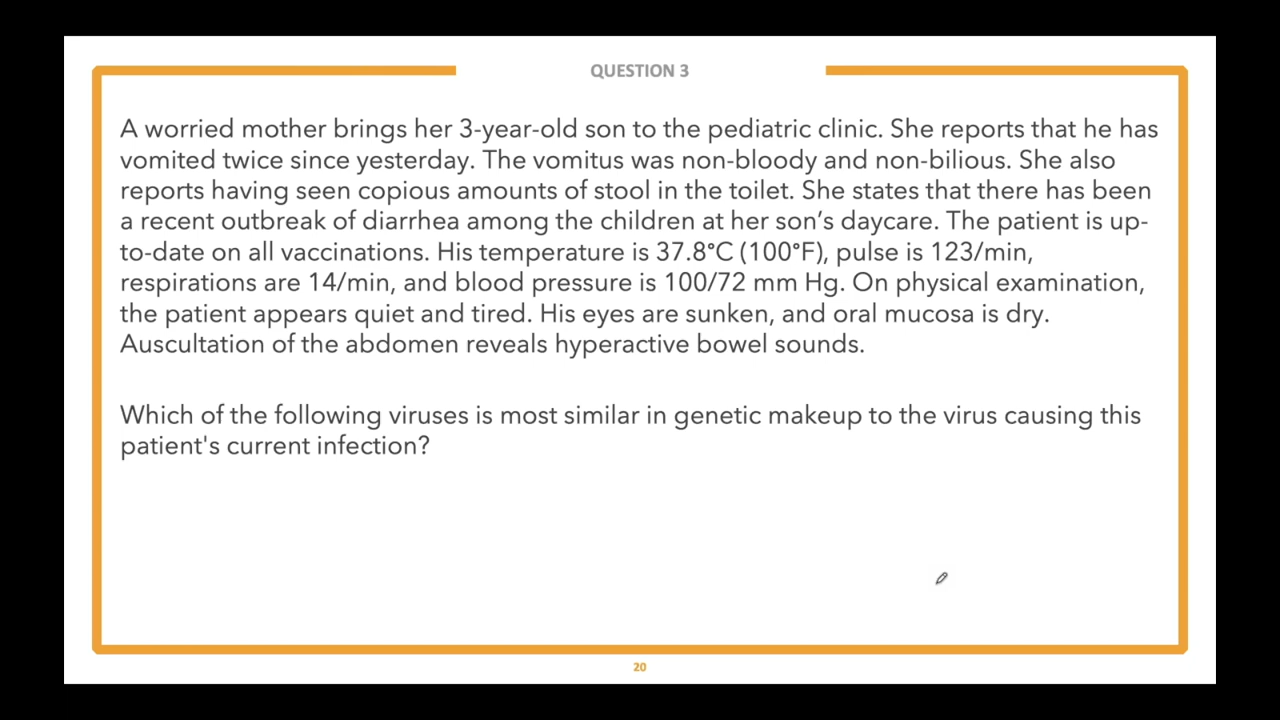 QUESTION 3
A worried mother brings her 3-year-old son to the pediatric clinic. She reports that he has
vomited twice since yesterday. The vomitus was non-bloody and non-bilious. She also
reports having seen copious amounts of stool in the toilet. She states that there has been
a recent outbreak of diarrhea among the children at her son’s daycare. The patient is up-
to-date on all vaccinations. His temperature is 37.8°C (100°F), pulse is 123/min,
respirations are 14/min, and blood pressure is 100/72 mm Hg. On physical examination,
the patient appears quiet and tired. His eyes are sunken, and oral mucosa is dry.
Auscultation of the abdomen reveals hyperactive bowel sounds.
Which of the following viruses is most similar in genetic makeup to the virus causing this
patient's current infection?
20